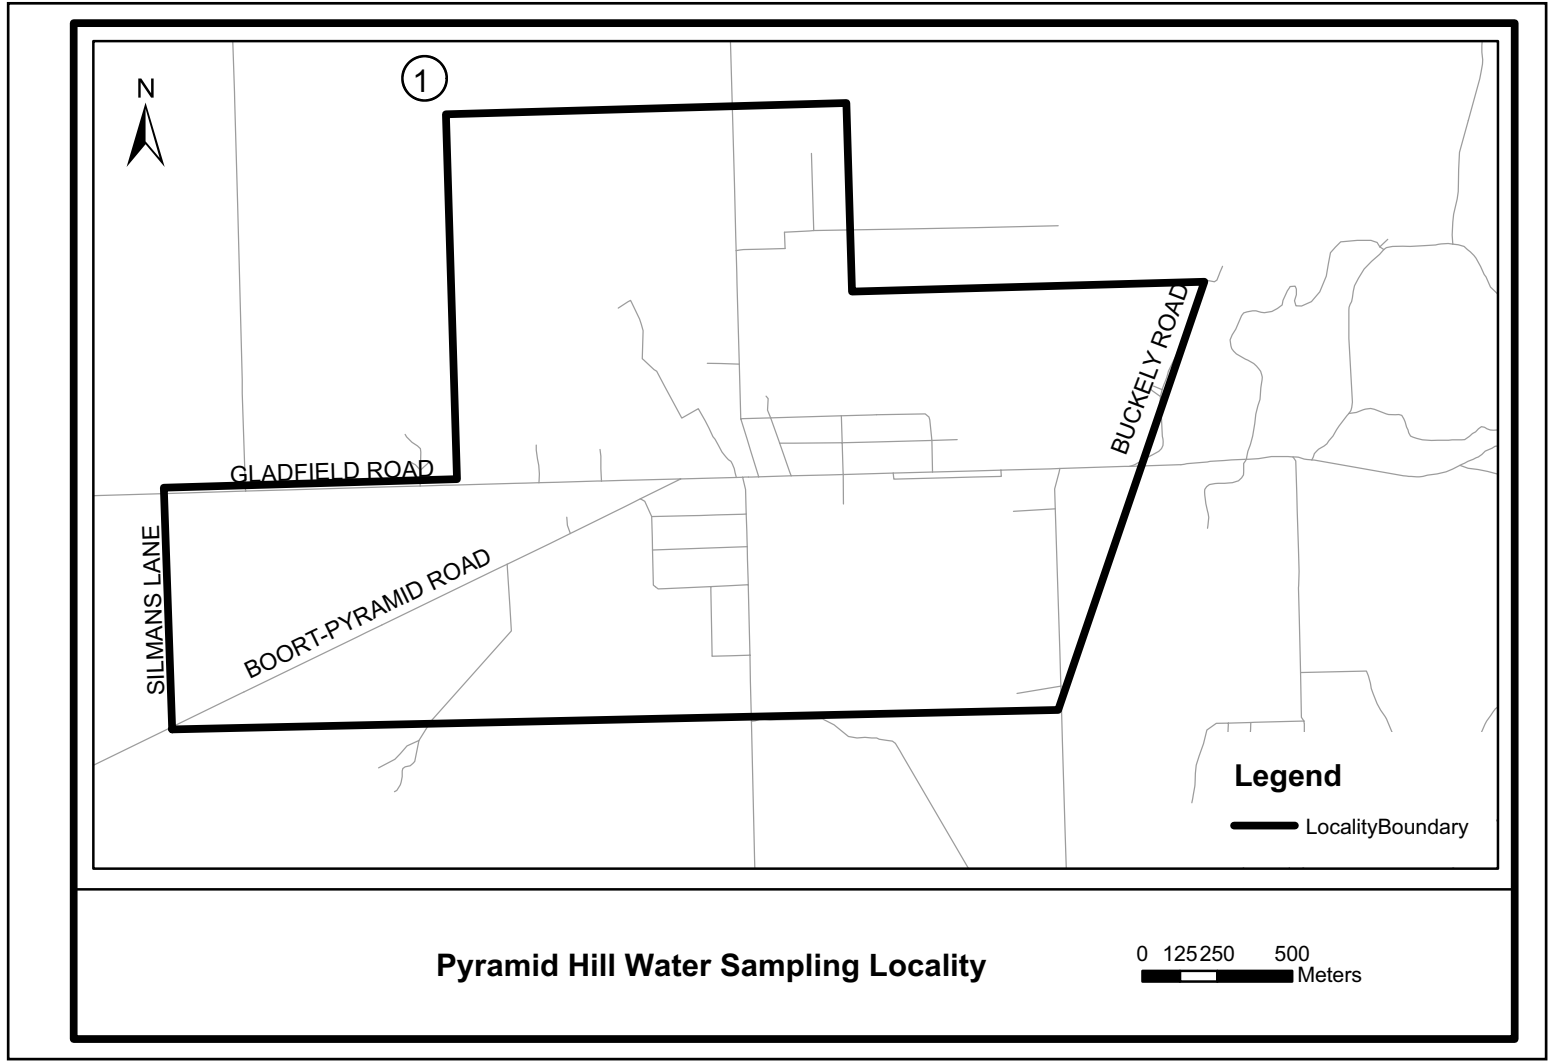 1
N
BUCKELY ROAD
GLADFIELD ROAD
SILMANS LANE
BOORT-PYRAMID ROAD
Legend
LocalityBoundary
Pyramid Hill Water Sampling Locality
0 125 250 500
Meters